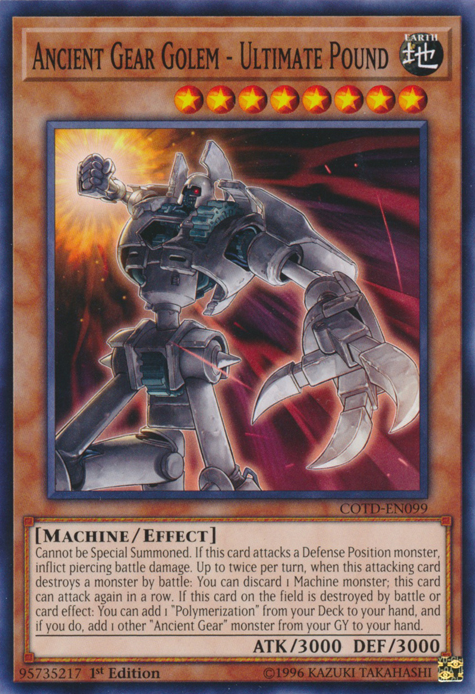 ANCIENT GEAR GOLEM - ULTIMATE POUND
EARTH
地
COTD-EN099
[MACHINE/EFFECT]
Cannot be Special Summoned. If this card attacks a Defense Position monster,
inflict piercing battle damage. Up to twice per turn, when this attacking card
destroys a monster by battle: You can discard 1 Machine monster; this card
can attack again in a row. If this card on the field is destroyed by battle or
card effect: You can add 1 "Polymerization" from your Deck to your hand, and
if you do, add 1 other "Ancient Gear" monster from your GY to your hand.
ATK/3000 DEF/3000
95735217 1st Edition ©1996 KAZUKI TAKAHASHI